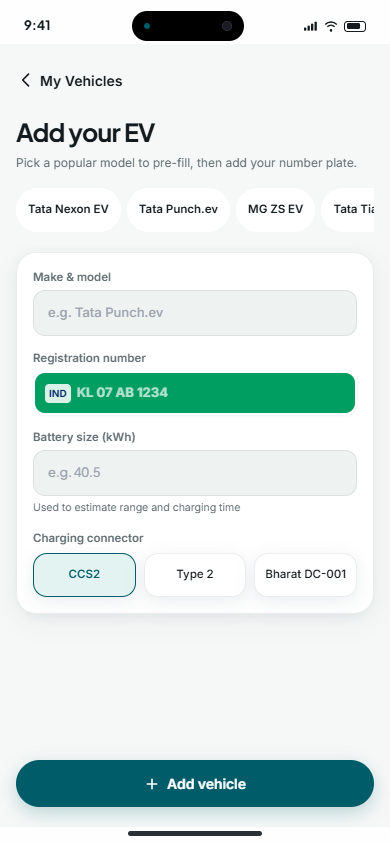 9:41
My Vehicles
Add your EV
Pick a popular model to pre-fill, then add your number plate.
Tata Nexon EV
Tata Punch.ev
MG ZS EV
Tata
Make & model
e.g. Tata Punch.ev
Registration number
IND KL 07 AB 1234
Battery size (kWh)
e.g. 40.5
Used to estimate range and charging time
Charging connector
CCS2
Type 2
Bharat DC-001
+ Add vehicle